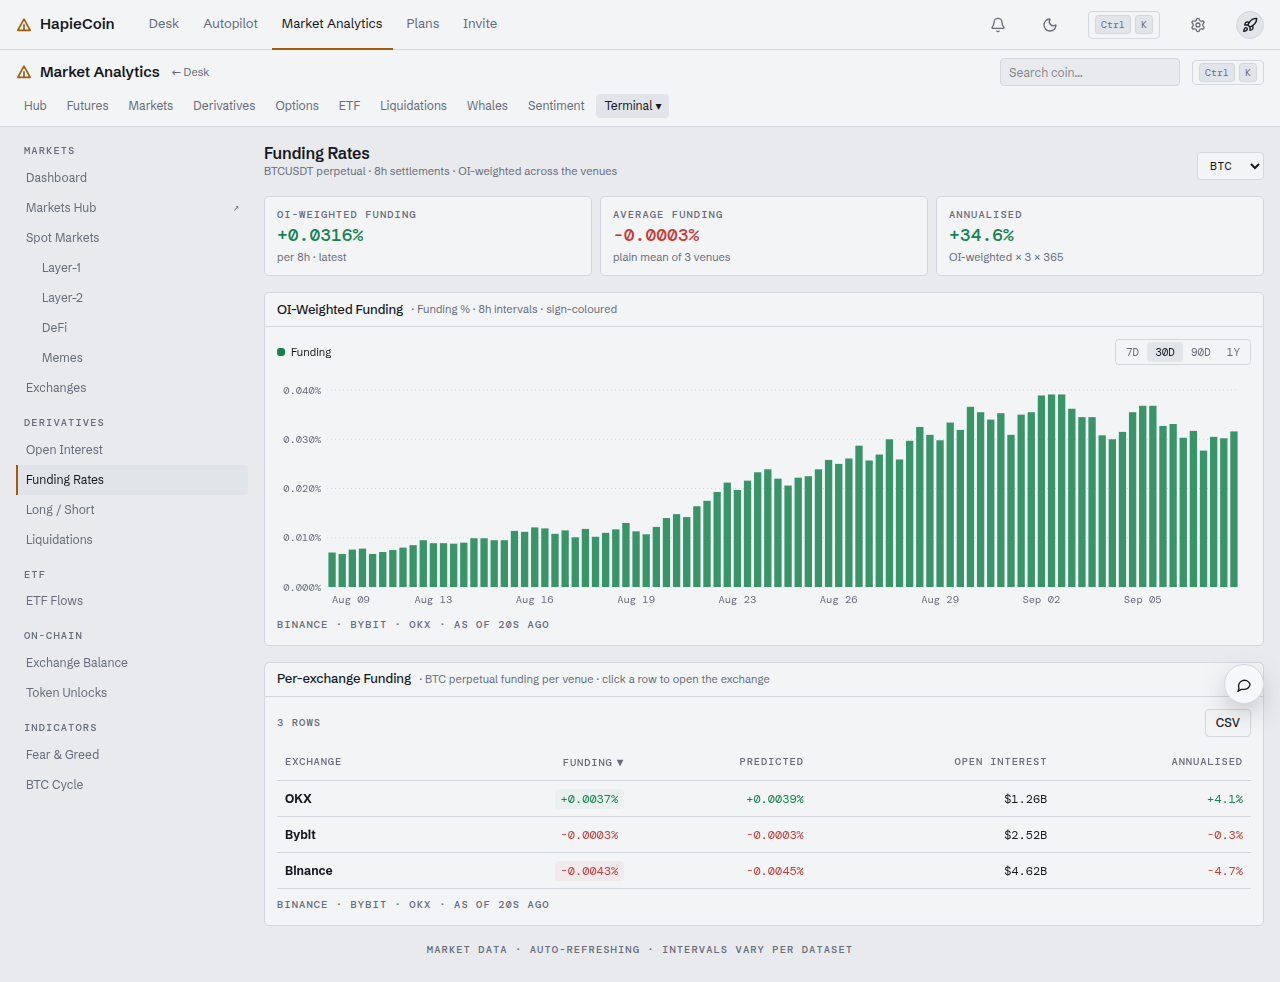 HapieCoin
Desk
Autopilot
Market Analytics
Plans
Invite
Ctrl K
Market Analytics
← Desk
Search coin...
Ctrl K
Hub
Futures
Markets
Derivatives
Options
ETF
Liquidations
Whales
Sentiment
Terminal ▾
MARKETS
Dashboard
Markets Hub ↗
Spot Markets
Layer-1
Layer-2
DeFi
Memes
Exchanges
DERIVATIVES
Open Interest
Funding Rates
Long / Short
Liquidations
ETF
ETF Flows
ON-CHAIN
Exchange Balance
Token Unlocks
INDICATORS
Fear & Greed
BTC Cycle
Funding Rates
BTCUSDT perpetual · 8h settlements · OI-weighted across the venues
BTC
OI-WEIGHTED FUNDING
+0.0316%
per 8h · latest
AVERAGE FUNDING
-0.0003%
plain mean of 3 venues
ANNUALISED
+34.6%
OI-weighted × 3 × 365
OI-Weighted Funding · Funding % · 8h intervals · sign-coloured
Funding
7D 30D 90D 1Y
0.040%
0.030%
0.020%
0.010%
0.000%
Aug 09 Aug 13 Aug 16 Aug 19 Aug 23 Aug 26 Aug 29 Sep 02 Sep 05
BINANCE · BYBIT · OKX · AS OF 20S AGO
Per-exchange Funding · BTC perpetual funding per venue · click a row to open the exchange
3 ROWS
CSV
EXCHANGE FUNDING ▼ PREDICTED OPEN INTEREST ANNUALISED
OKX +0.0037% +0.0039% $1.26B +4.1%
Bybit -0.0003% -0.0003% $2.52B -0.3%
Binance -0.0043% -0.0045% $4.62B -4.7%
BINANCE · BYBIT · OKX · AS OF 20S AGO
MARKET DATA · AUTO-REFRESHING · INTERVALS VARY PER DATASET